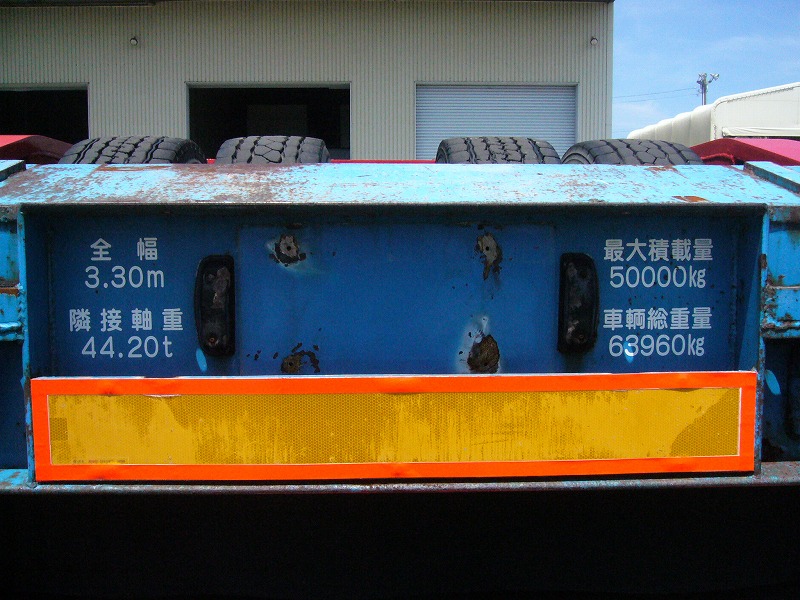 全幅
3.30m
隣接軸重
44.20t
最大積載量
50000kg
車輌総重量
63960kg